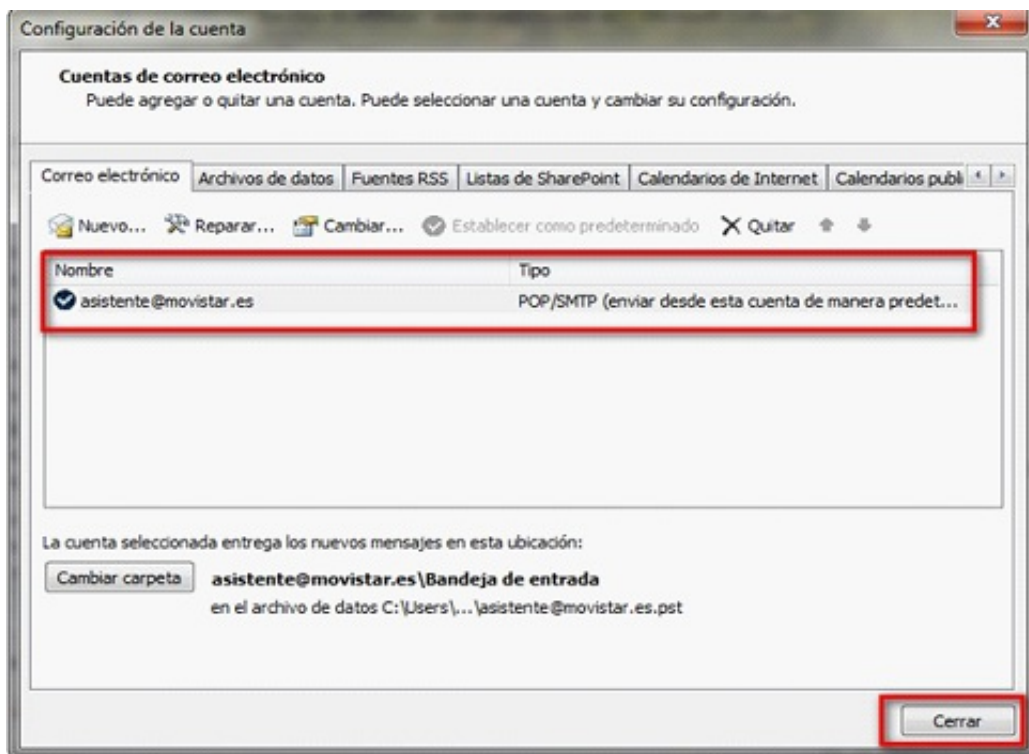 Configuración de la cuenta
Cuentas de correo electrónico
Puede agregar o quitar una cuenta. Puede seleccionar una cuenta y cambiar su configuración.
Correo electrónico Archivos de datos Fuentes RSS Listas de SharePoint Calendarios de Internet Calendarios publi
Nuevo... Reparar... Cambiar... Establecer como predeterminado Quitar
Nombre Tipo
asistente@movistar.es POP/SMTP (enviar desde esta cuenta de manera predet...
La cuenta seleccionada entrega los nuevos mensajes en esta ubicación:
Cambiar carpeta asistente@movistar.es\Bandeja de entrada
en el archivo de datos C:\Users\...\asistente@movistar.es.pst
Cerrar